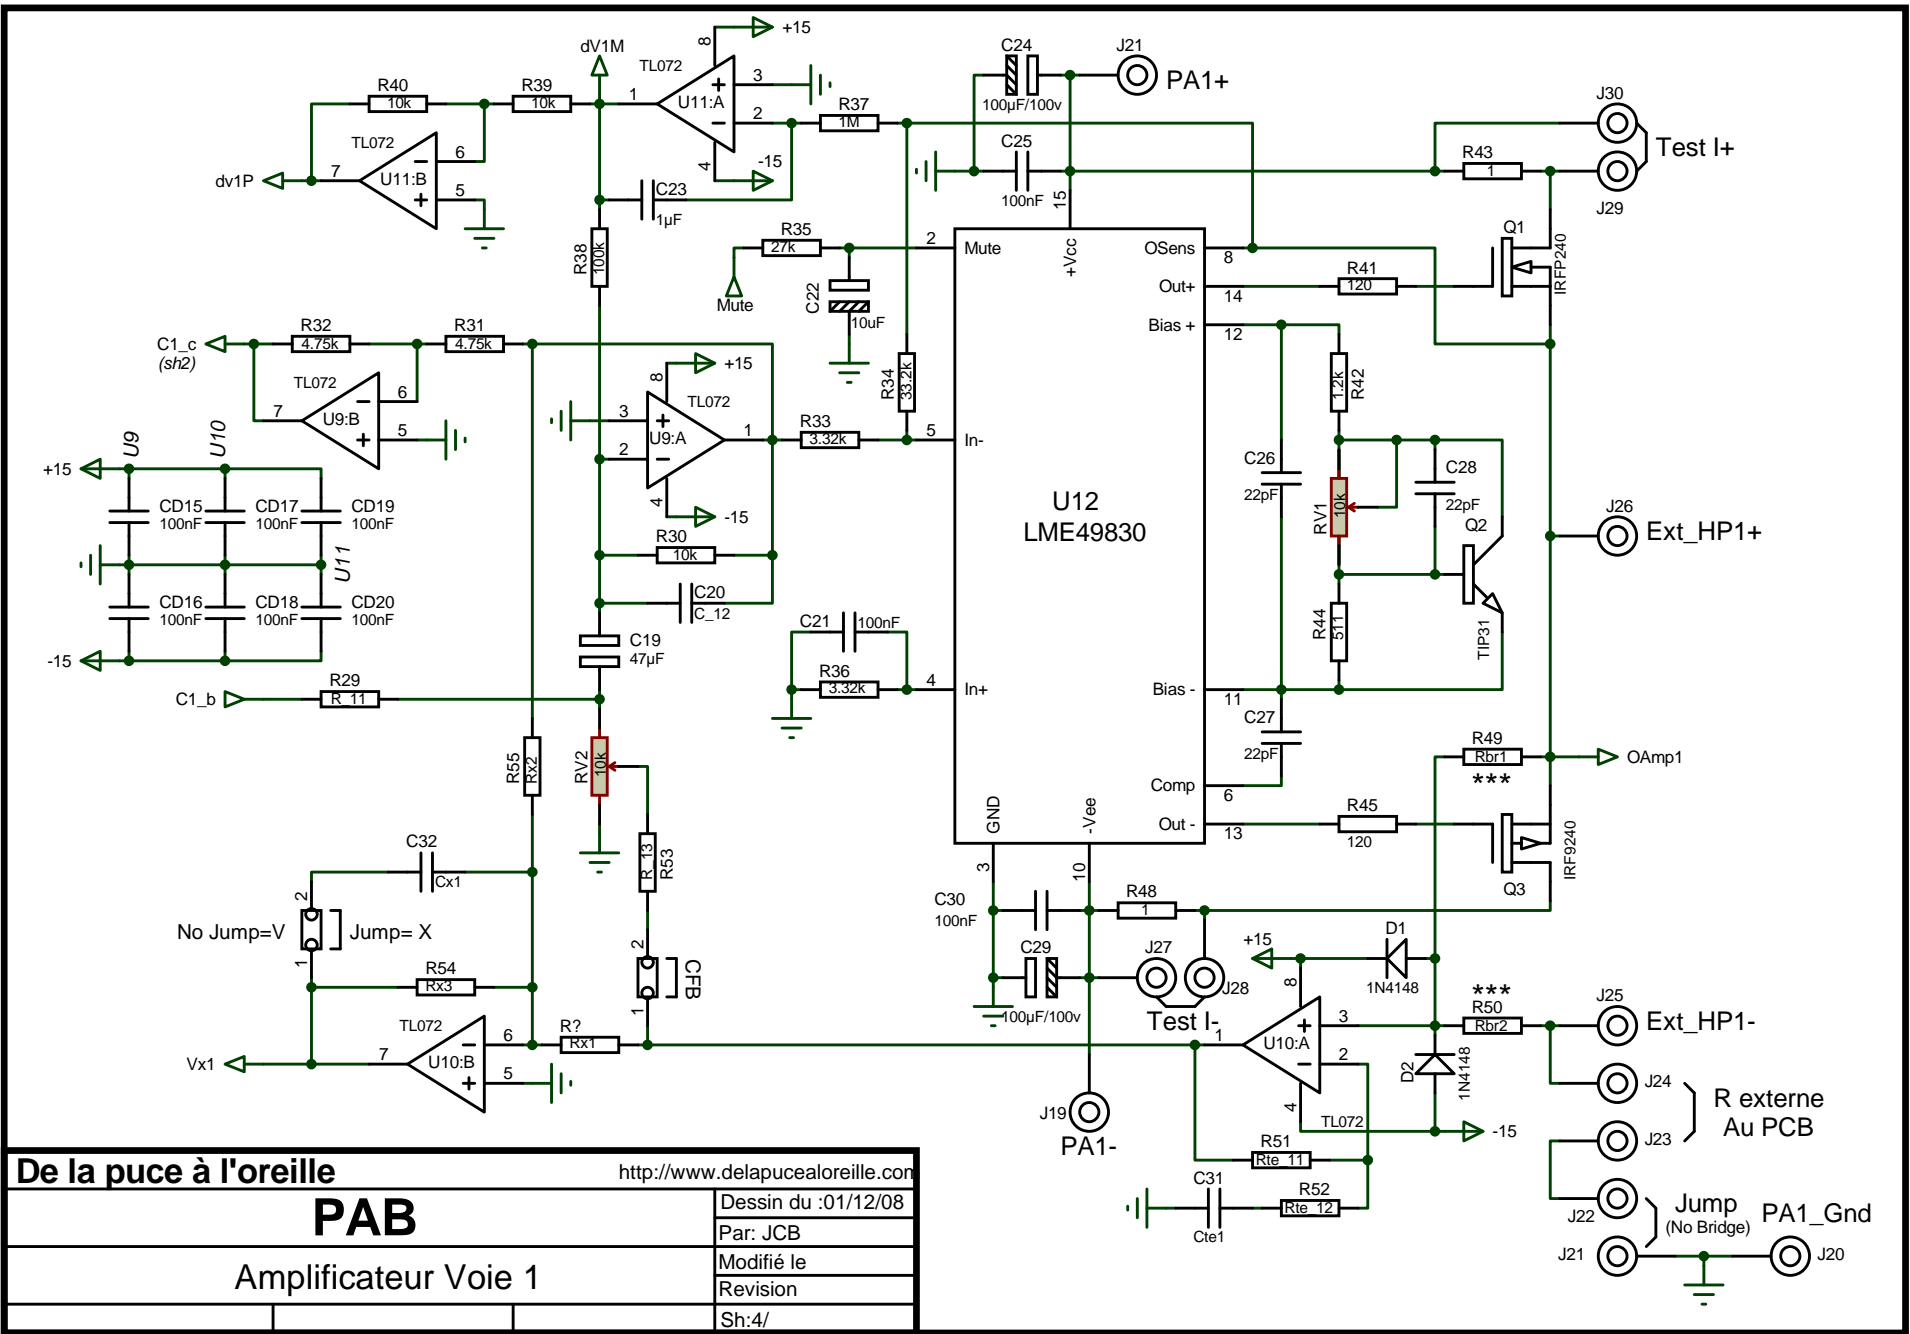 dV1M
+15
8
TL072
3
U11:A
1
2
4
-15
R40
10k
R39
10k
TL072
6
U11:B
7
5
dv1P
R37
1M
C23
1µF
R38
100k
C24
100µF/100v
J21
PA1+
C25
100nF
15
R43
1
J30
Test I+
J29
R35
27k
Mute
C22
10uF
2
Mute
+Vcc
OSens
8
Out+
14
Bias +
12
R41
120
Q1
IRFP240
C1_c
(sh2)
R32
4.75k
R31
4.75k
TL072
6
7
U9:B
5
+15
8
TL072
3
U9:A
1
2
4
-15
R33
3.32k
R34
33.2k
5
In-
U12
LME49830
R42
1.2k
C26
22pF
RV1
10k
C28
22pF
Q2
TIP31
R44
511
J26
Ext_HP1+
U9
U10
+15
CD15
100nF
CD17
100nF
CD19
100nF
U11
CD16
100nF
CD18
100nF
CD20
100nF
-15
R30
10k
C20
C_12
C19
47µF
C1_b
R29
R_11
C21
100nF
R36
3.32k
4
In+
Bias -
11
C27
22pF
Comp
6
Out -
13
R45
120
R49
Rbr1
***
OAmp1
Q3
IRF9240
R55
Rx2
RV2
10k
R_13
R53
GND
3
-Vee
10
C30
100nF
R48
1
C29
100µF/100v
J27
J28
Test I-
J19
PA1-
C32
Cx1
2
No Jump=V
Jump= X
1
R54
Rx3
2
CFB
1
TL072
6
7
U10:B
5
Vx1
R?
Rx1
+15
D1
1N4148
8
3
U10:A
1
2
4
TL072
D2
1N4148
-15
***
R50
Rbr2
J25
Ext_HP1-
J24
R externe
Au PCB
J23
J22
Jump
(No Bridge)
PA1_Gnd
J21
J20
R51
Rte_11
R52
Rte_12
C31
Cte1
De la puce à l'oreille
http://www.delapucealoreille.com
PAB
Dessin du :01/12/08
Par: JCB
Amplificateur Voie 1
Modifié le
Revision
Sh:4/